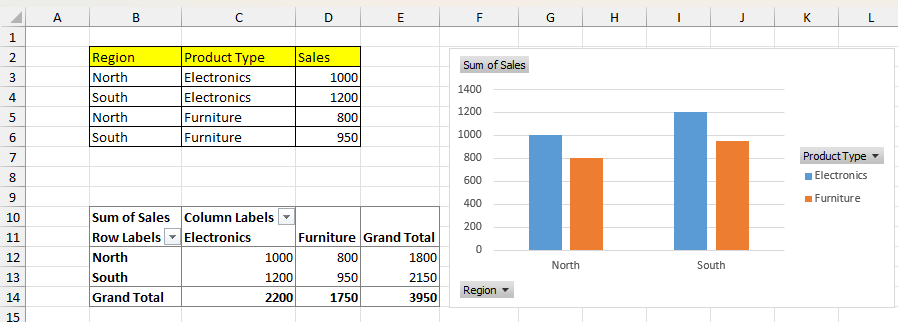 A B C D E F G H I J K L
1
2 Region Product Type Sales
3 North Electronics 1000
4 South Electronics 1200
5 North Furniture 800
6 South Furniture 950
7
8
9
10 Sum of Sales Column Labels
11 Row Labels Electronics Furniture Grand Total
12 North 1000 800 1800
13 South 1200 950 2150
14 Grand Total 2200 1750 3950
15
Sum of Sales
1400
1200
1000
800
600
400
200
0
North South
Region
Product Type
Electronics
Furniture